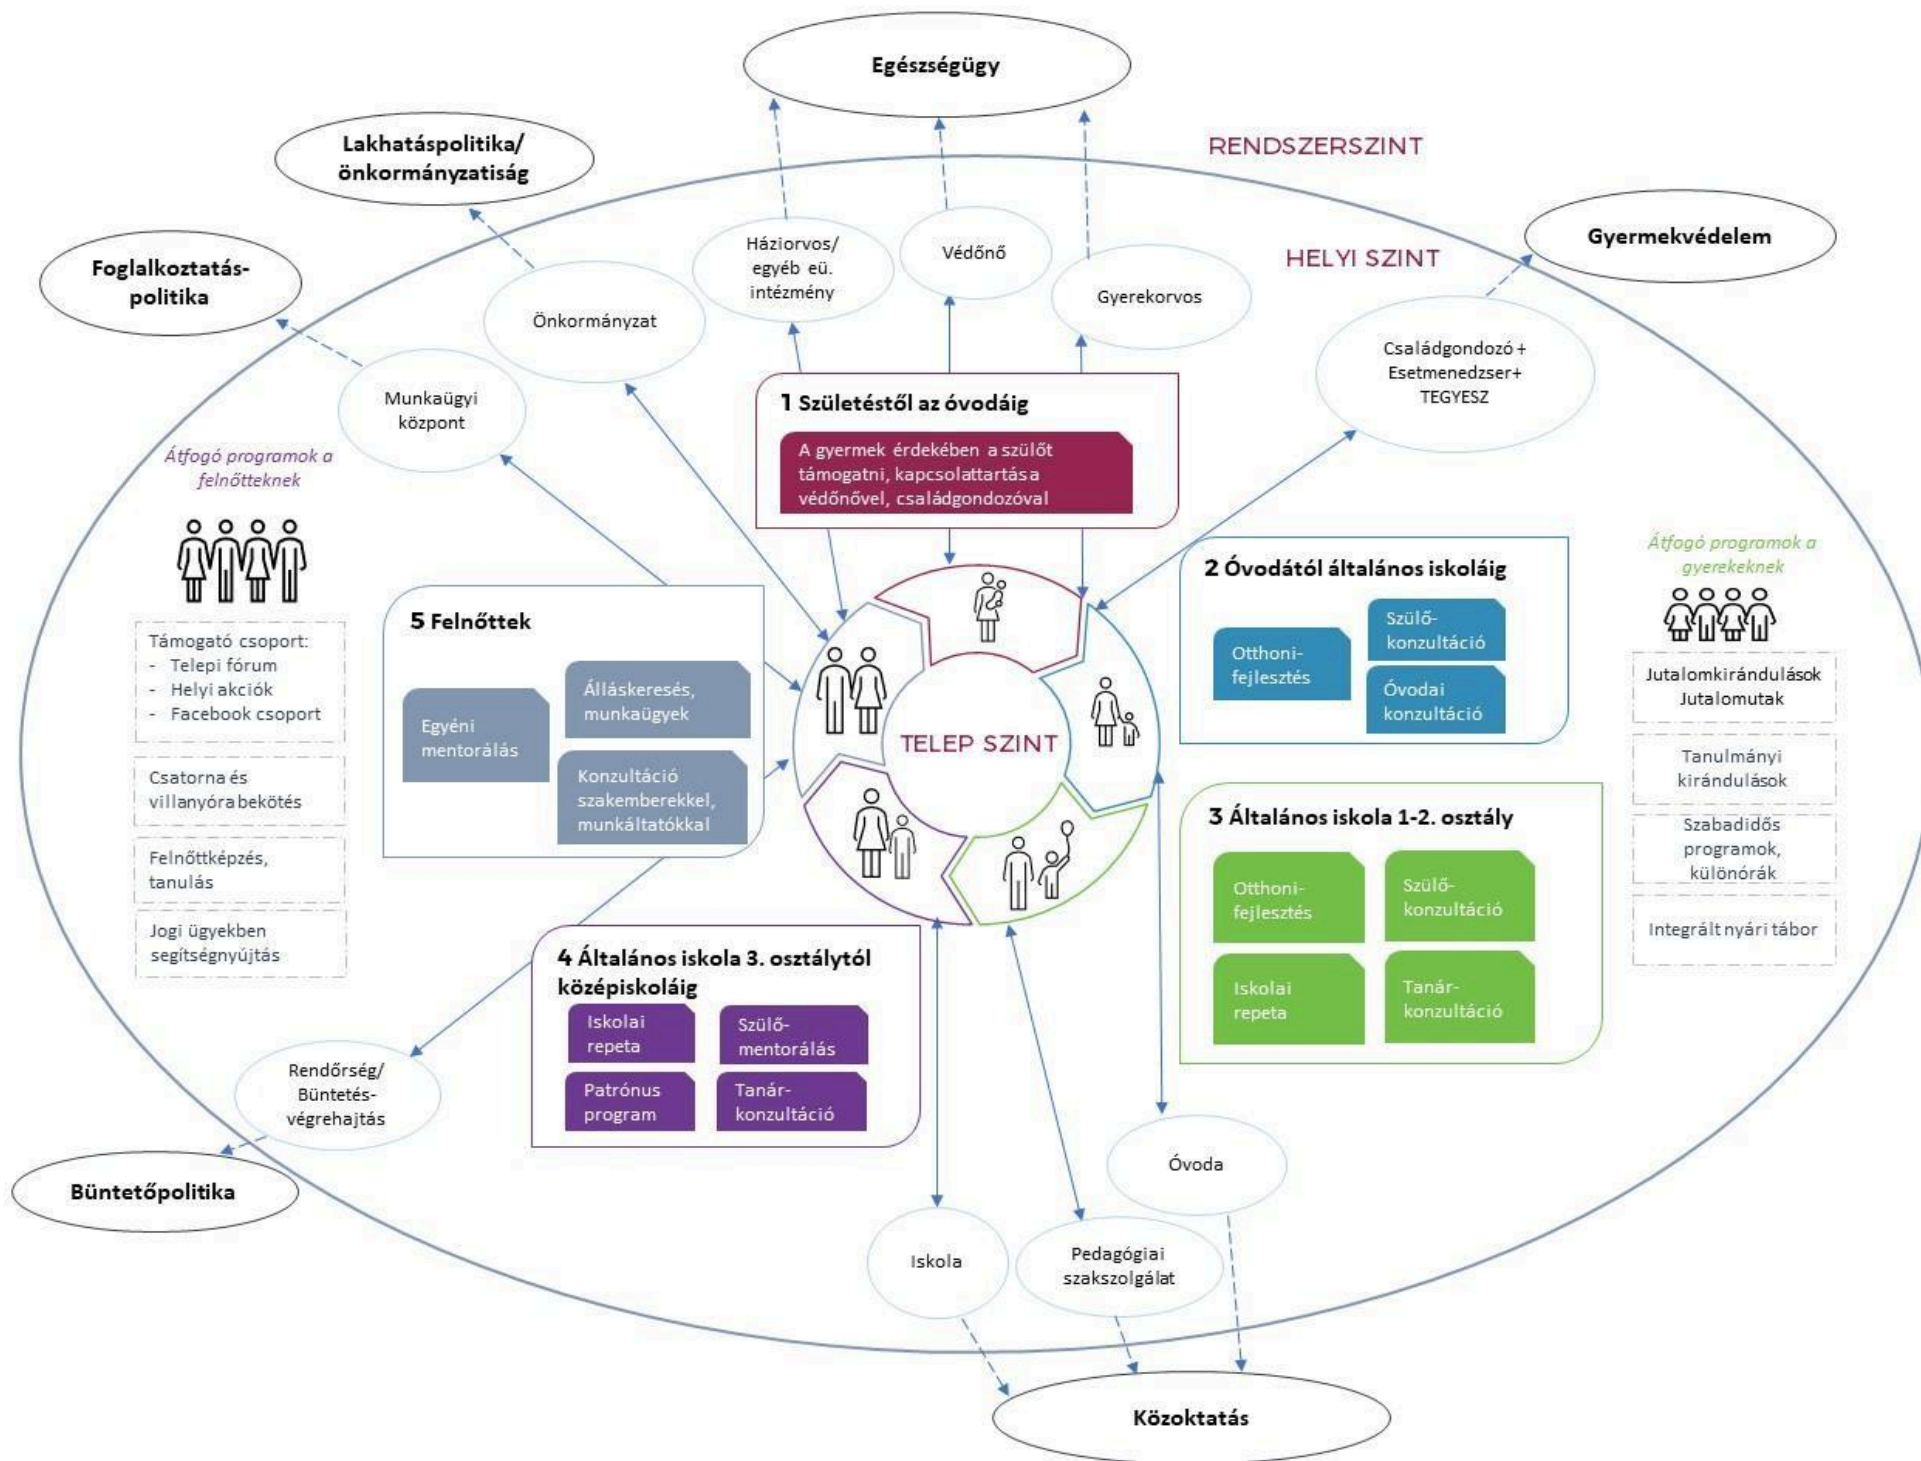 Egészségügy
RENDSZERSZINT
Lakhatáspolitika/
önkormányzatiság
Gyermekvédelem
HELYI SZINT
Foglalkoztatás-
politika
Háziorvos/
egyéb eü.
intézmény
Védőnő
Gyerekorvos
Önkormányzat
Családgondozó +
Esetmenedzser+
TEGYESZ
Munkaügyi
központ
1 Születéstől az óvodáig
A gyermek érdekében a szülőt
támogatni, kapcsolattartás a
védőnővel, családgondozóval
Átfogó programok a
felnőtteknek
Támogató csoport:
- Telepi fórum
- Helyi akciók
- Facebook csoport
Csatorna és
villanyóra bekötés
Felnőttképzés,
tanulás
Jogi ügyekben
segítségnyújtás
5 Felnőttek
Egyéni
mentorálás
Álláskeresés,
munkaügyek
Konzultáció
szakemberekkel,
munkáltatókkal
TELEP SZINT
2 Óvodától általános iskoláig
Otthoni-
fejlesztés
Szülő-
konzultáció
Óvodai
konzultáció
Átfogó programok a
gyerekeknek
Jutalomkirándulások
Jutalomutak
Tanulmányi
kirándulások
Szabadidős
programok,
különórák
Integrált nyári tábor
3 Általános iskola 1-2. osztály
Otthoni-
fejlesztés
Szülő-
konzultáció
Iskolai
repeta
Tanár-
konzultáció
4 Általános iskola 3. osztálytól
középiskoláig
Iskolai
repeta
Szülő-
mentorálás
Patrónus
program
Tanár-
konzultáció
Rendőrség/
Büntetés-
végrehajtás
Büntetőpolitika
Óvoda
Iskola
Pedagógiai
szakszolgálat
Közoktatás